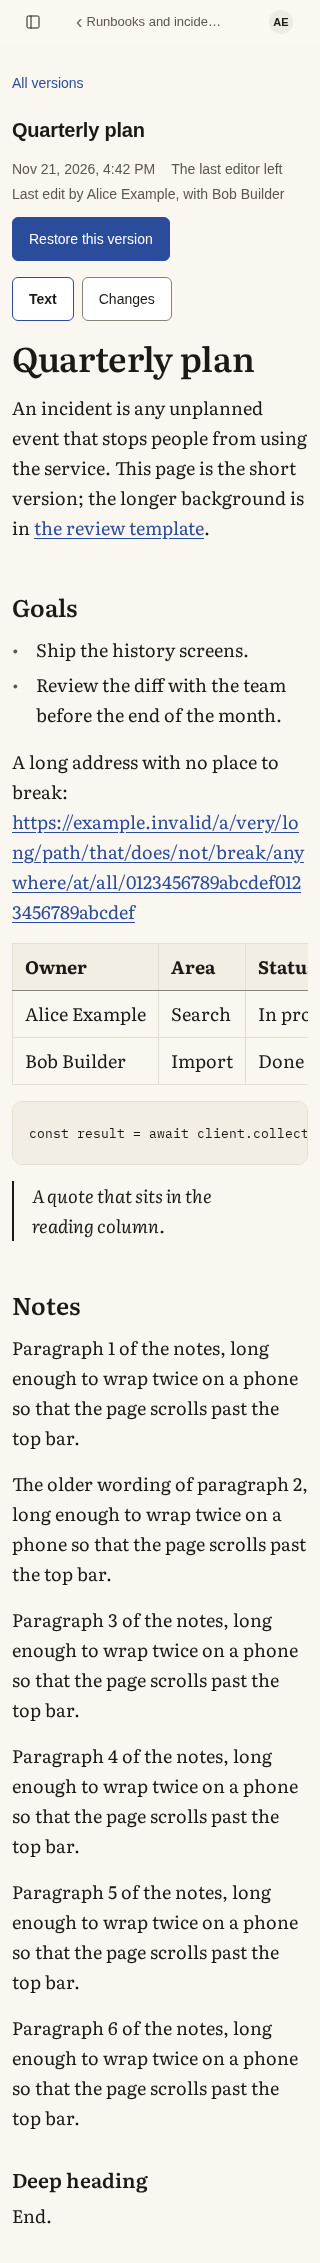 ‹ Runbooks and incide…
AE
All versions
Quarterly plan
Nov 21, 2026, 4:42 PM The last editor left
Last edit by Alice Example, with Bob Builder
Restore this version
Text Changes
Quarterly plan
An incident is any unplanned
event that stops people from using
the service. This page is the short
version; the longer background is
in the review template.
Goals
• Ship the history screens.
• Review the diff with the team
before the end of the month.
A long address with no place to
break:
https://example.invalid/a/very/lo
ng/path/that/does/not/break/any
where/at/all/0123456789abcdef012
3456789abcdef
Owner Area Statu
Alice Example Search In pro
Bob Builder Import Done
const result = await client.collect
A quote that sits in the
reading column.
Notes
Paragraph 1 of the notes, long
enough to wrap twice on a phone
so that the page scrolls past the
top bar.
The older wording of paragraph 2,
long enough to wrap twice on a
phone so that the page scrolls past
the top bar.
Paragraph 3 of the notes, long
enough to wrap twice on a phone
so that the page scrolls past the
top bar.
Paragraph 4 of the notes, long
enough to wrap twice on a phone
so that the page scrolls past the
top bar.
Paragraph 5 of the notes, long
enough to wrap twice on a phone
so that the page scrolls past the
top bar.
Paragraph 6 of the notes, long
enough to wrap twice on a phone
so that the page scrolls past the
top bar.
Deep heading
End.